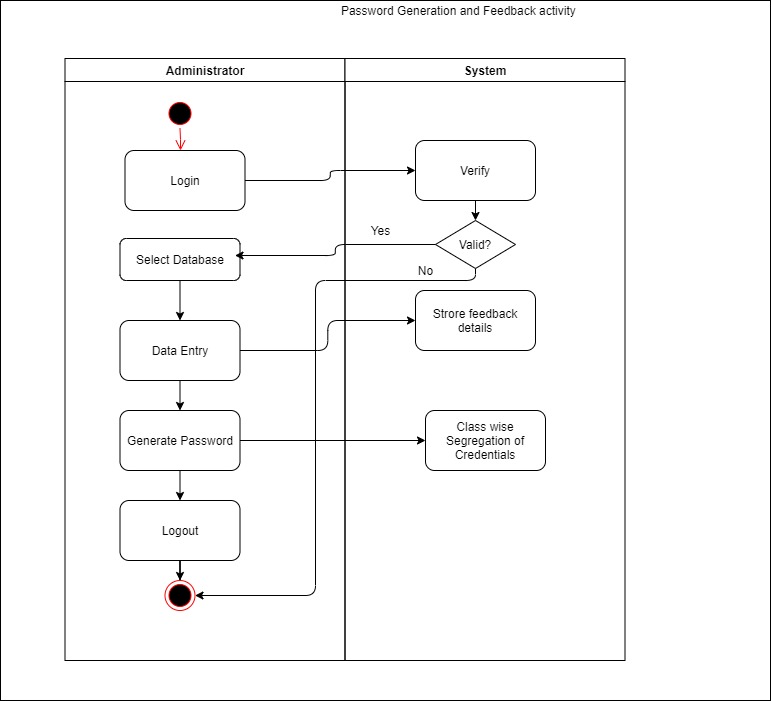 Password Generation and Feedback activity
Administrator
System
Login
Verify
Yes
Valid?
Select Database
No
Strore feedback
details
Data Entry
Generate Password
Class wise
Segregation of
Credentials
Logout